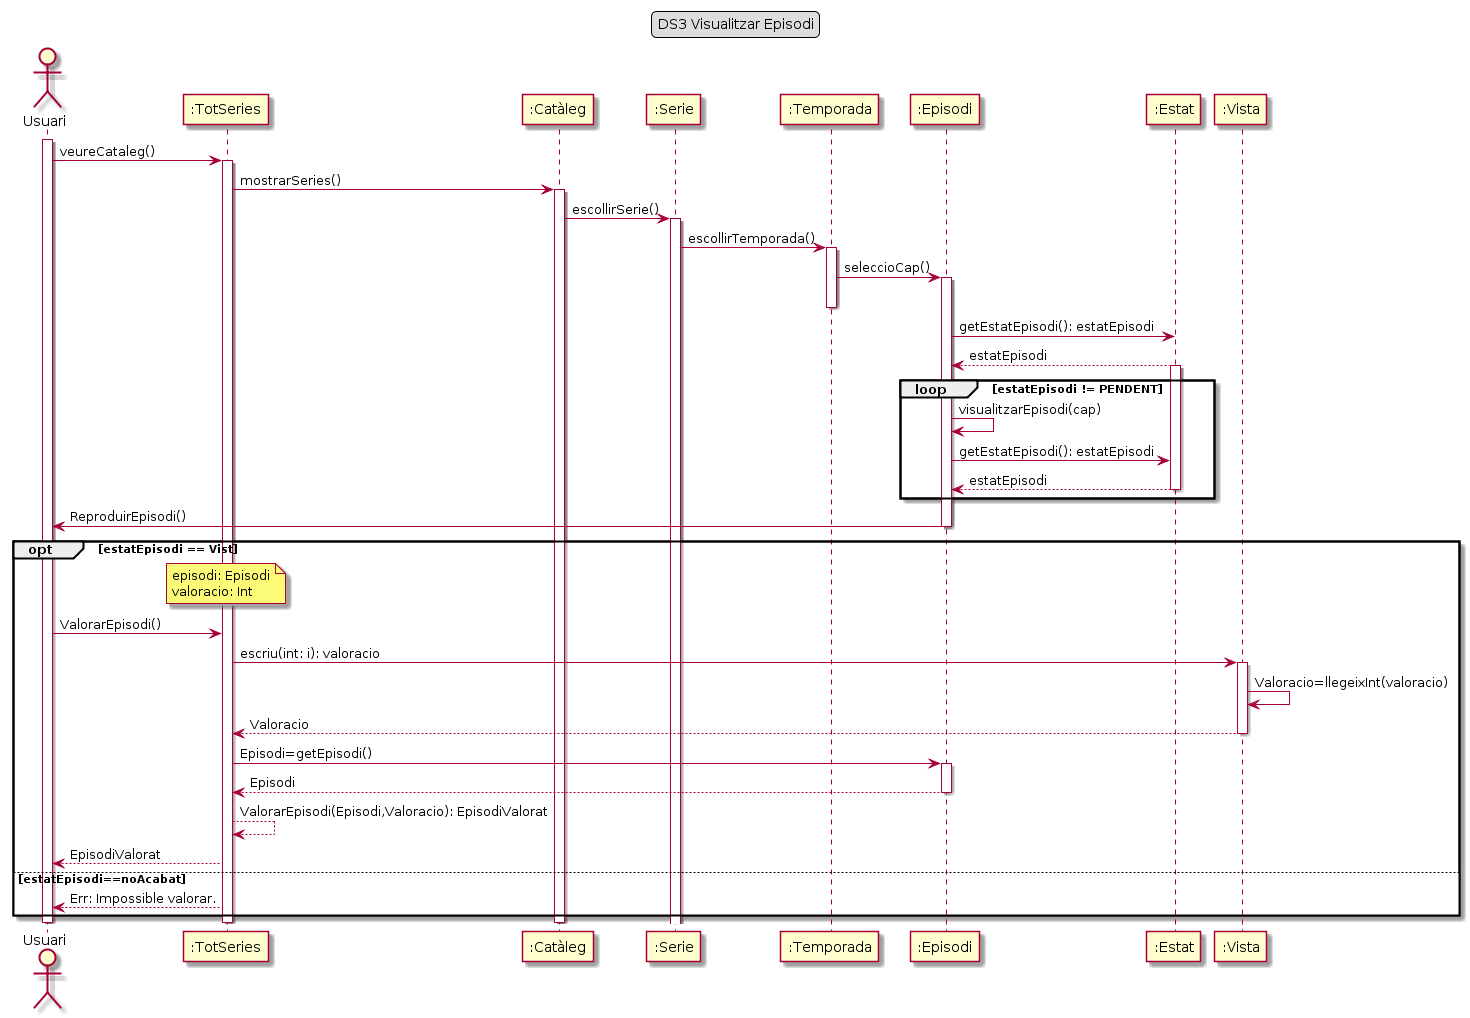 DS3 Visualitzar Episodi
Usuari
:TotSeries
:Catàleg
:Serie
:Temporada
:Episodi
:Estat
:Vista
veureCataleg()
mostrarSeries()
escollirSerie()
escollirTemporada()
seleccioCap()
getEstatEpisodi(): estatEpisodi
estatEpisodi
loop [estatEpisodi != PENDENT]
visualitzarEpisodi(cap)
getEstatEpisodi(): estatEpisodi
estatEpisodi
ReproduirEpisodi()
opt [estatEpisodi == Vist]
episodi: Episodi
valoracio: Int
ValorarEpisodi()
escriu(int: i): valoracio
Valoracio=llegeixInt(valoracio)
Valoracio
Episodi=getEpisodi()
Episodi
ValorarEpisodi(Episodi,Valoracio): EpisodiValorat
EpisodiValorat
[estatEpisodi==noAcabat]
Err: Impossible valorar.
Usuari
:TotSeries
:Catàleg
:Serie
:Temporada
:Episodi
:Estat
:Vista